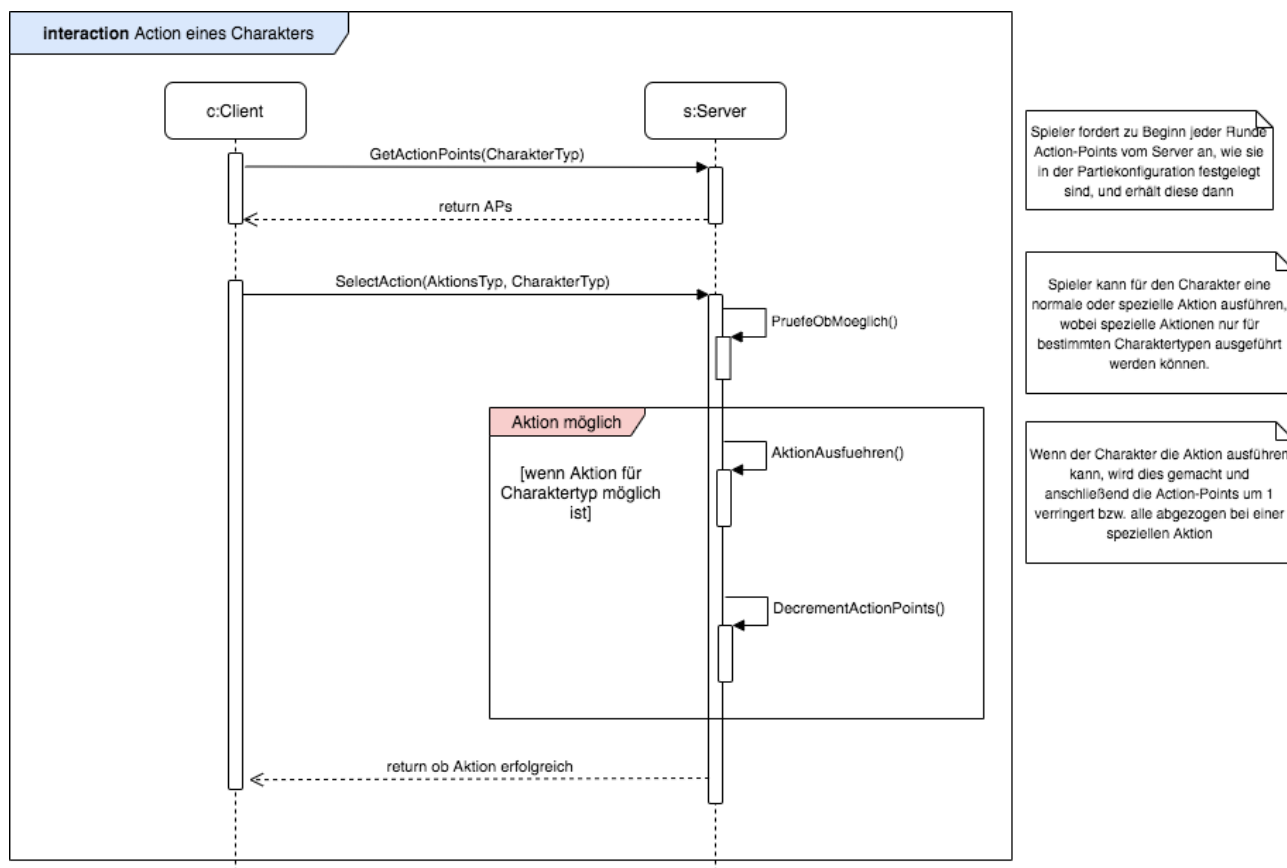 interaction Action eines Charakters
c:Client
s:Server
GetActionPoints(CharakterTyp)
return APs
SelectAction(AktionsTyp, CharakterTyp)
PruefeObMoeglich()
Aktion möglich
[wenn Aktion für
Charaktertyp möglich
ist]
AktionAusfuehren()
DecrementActionPoints()
return ob Aktion erfolgreich
Spieler fordert zu Beginn jeder Runde
Action-Points vom Server an, wie sie
in der Partiekonfiguration festgelegt
sind, und erhält diese dann
Spieler kann für den Charakter eine
normale oder spezielle Aktion ausführen,
wobei spezielle Aktionen nur für
bestimmten Charaktertypen ausgeführt
werden können.
Wenn der Charakter die Aktion ausführen
kann, wird dies gemacht und
anschließend die Action-Points um 1
verringert bzw. alle abgezogen bei einer
speziellen Aktion